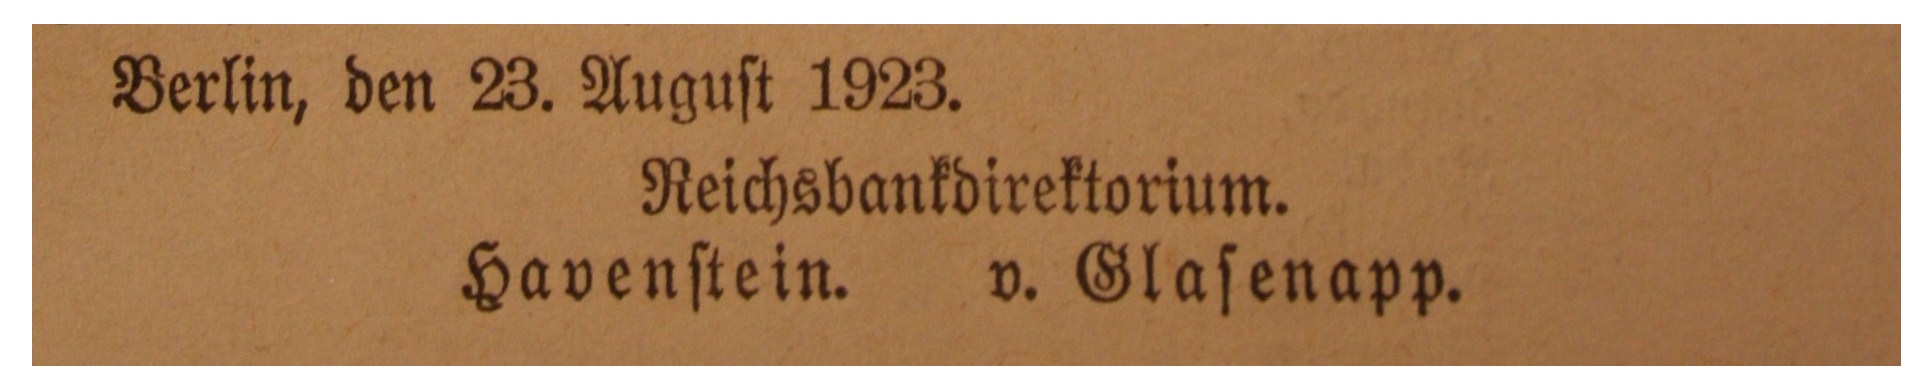 Berlin, den 23. Auguſt 1923.
Reichsbankdirektorium.
Havenſtein. v. Glaſenapp.